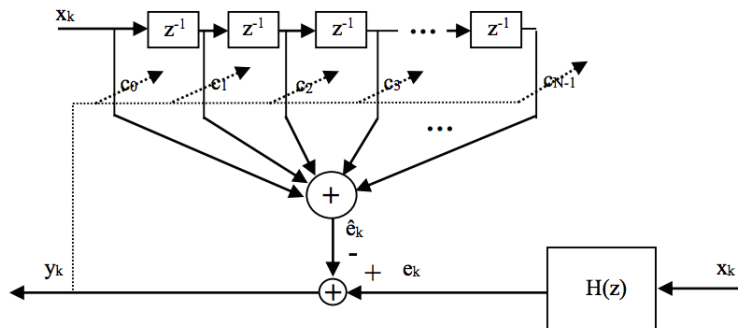 xk
z-1 z-1 z-1 ... z-1
c0 c1 c2 c3 cN-1
...
+
êk
-
yk + ek H(z) xk
+